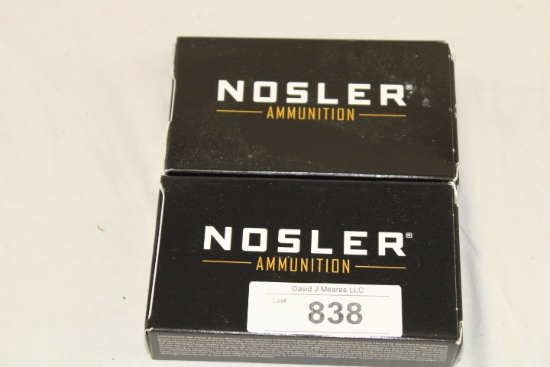 NOSLER®
AMMUNITION
NOSLER®
AMMUNITION
David J Meares LLC
Lot#
838